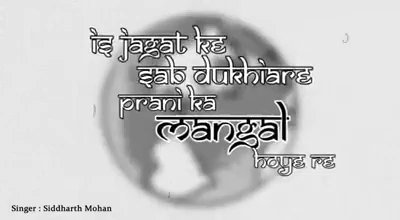 is jagat ke
sab dukhiare
prani ka
mangal
hoye re
Singer : Siddharth Mohan